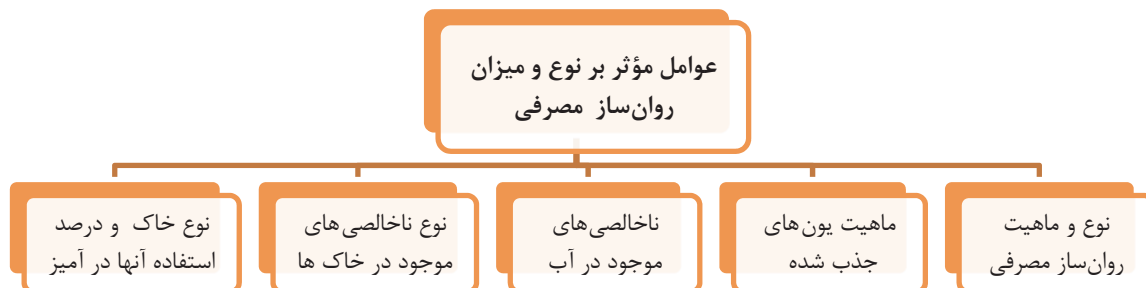 عوامل مؤثر بر نوع و میزان
روان‌ساز مصرفی
نوع و ماهیت
روان‌ساز مصرفی
ماهیت یون‌های
جذب شده
ناخالصی‌های
موجود در آب
نوع ناخالصی‌های
موجود در خاک ها
نوع خاک و درصد
استفاده آنها در آمیز